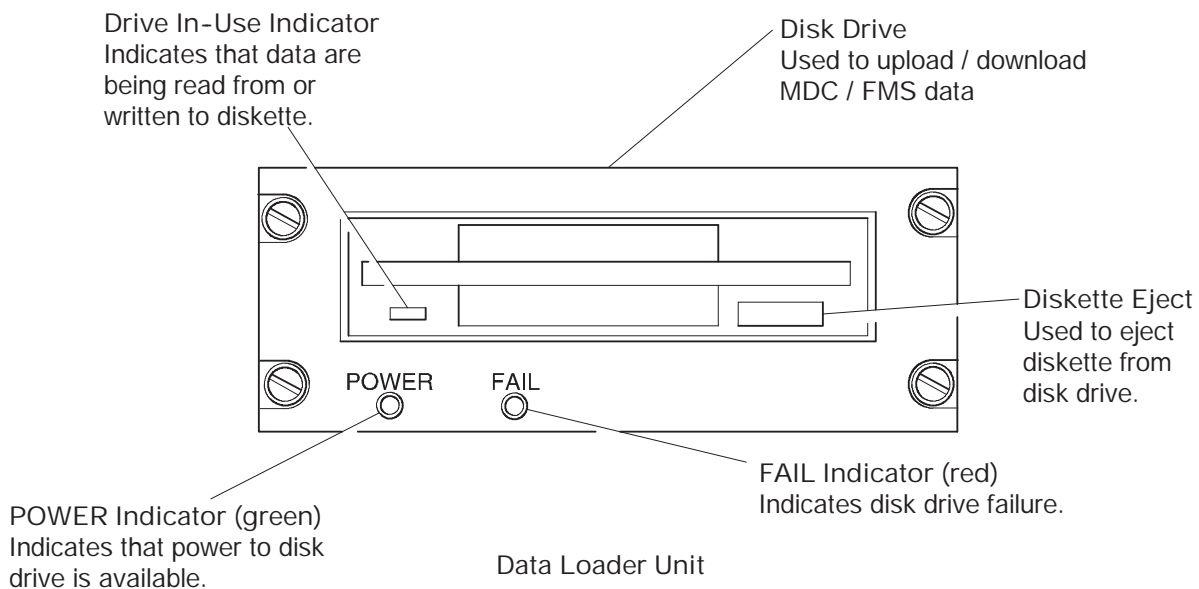 Drive In-Use Indicator
Indicates that data are
being read from or
written to diskette.
Disk Drive
Used to upload / download
MDC / FMS data
Diskette Eject
Used to eject
diskette from
disk drive.
POWER
FAIL
FAIL Indicator (red)
Indicates disk drive failure.
POWER Indicator (green)
Indicates that power to disk
drive is available.
Data Loader Unit